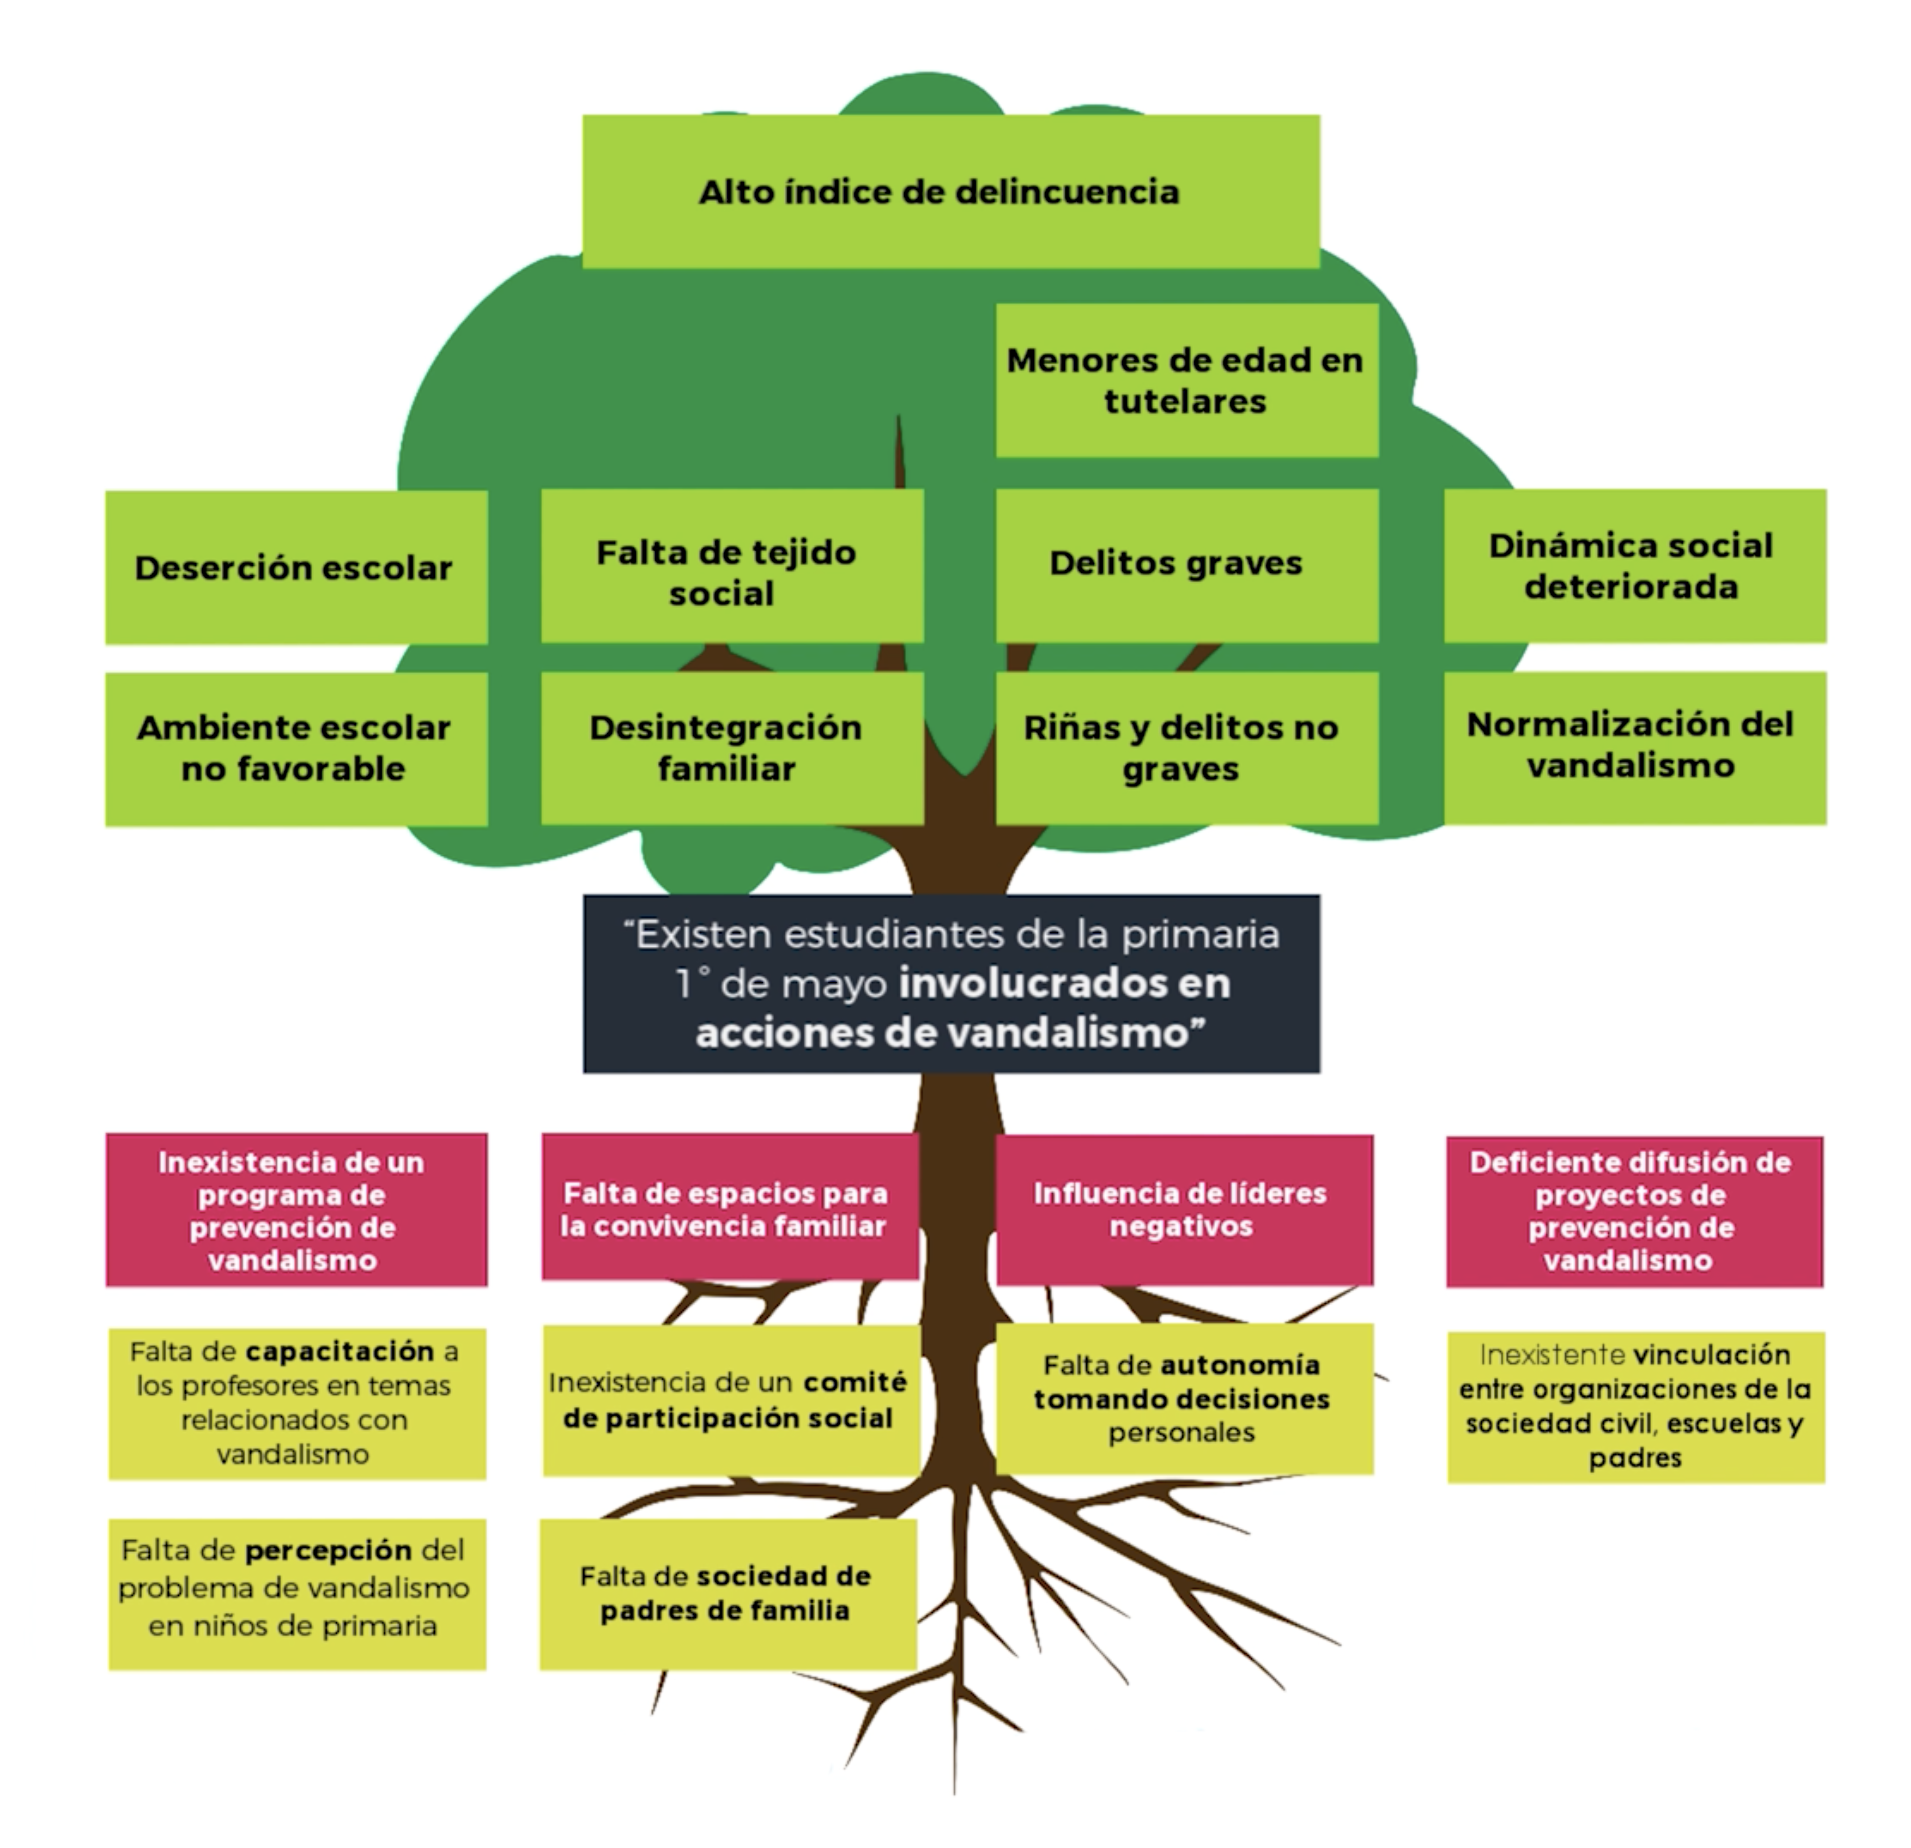 Alto índice de delincuencia
Menores de edad en
tutelares
Deserción escolar
Falta de tejido
social
Delitos graves
Dinámica social
deteriorada
Ambiente escolar
no favorable
Desintegración
familiar
Riñas y delitos no
graves
Normalización del
vandalismo
“Existen estudiantes de la primaria
1° de mayo involucrados en
acciones de vandalismo”
Inexistencia de un
programa de
prevención de
vandalismo
Falta de espacios para
la convivencia familiar
Influencia de líderes
negativos
Deficiente difusión de
proyectos de
prevención de
vandalismo
Falta de capacitación a
los profesores en temas
relacionados con
vandalismo
Inexistencia de un comité
de participación social
Falta de autonomía
tomando decisiones
personales
Inexistente vinculación
entre organizaciones de la
sociedad civil, escuelas y
padres
Falta de percepción del
problema de vandalismo
en niños de primaria
Falta de sociedad de
padres de familia